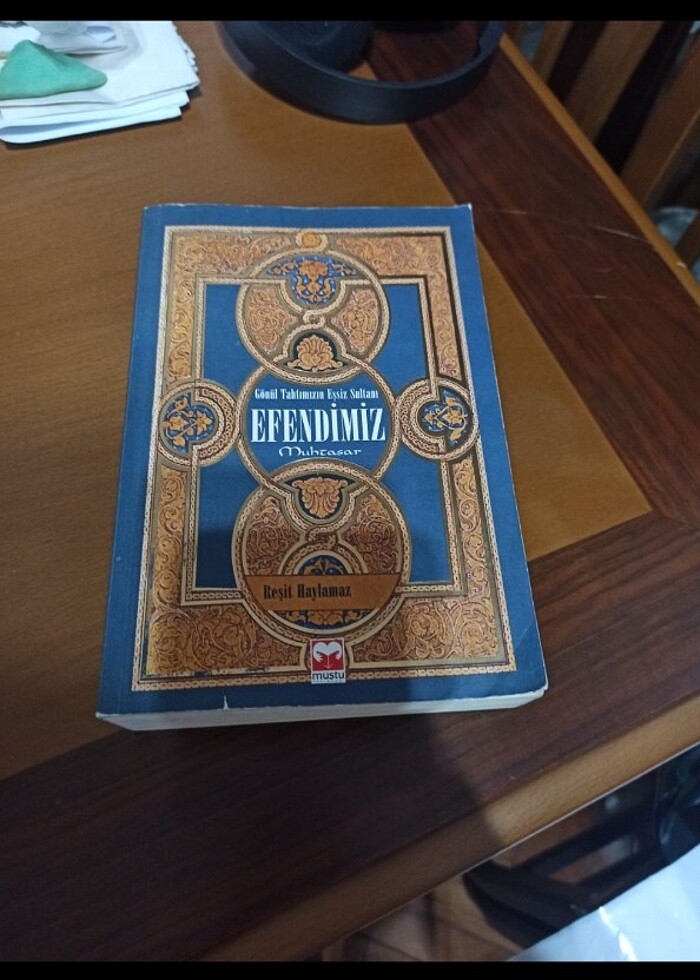 Gönül Tahtımızın Eşsiz Sultanı
EFENDİMİZ
Muhtasar
Reşit Haylamaz
muştu